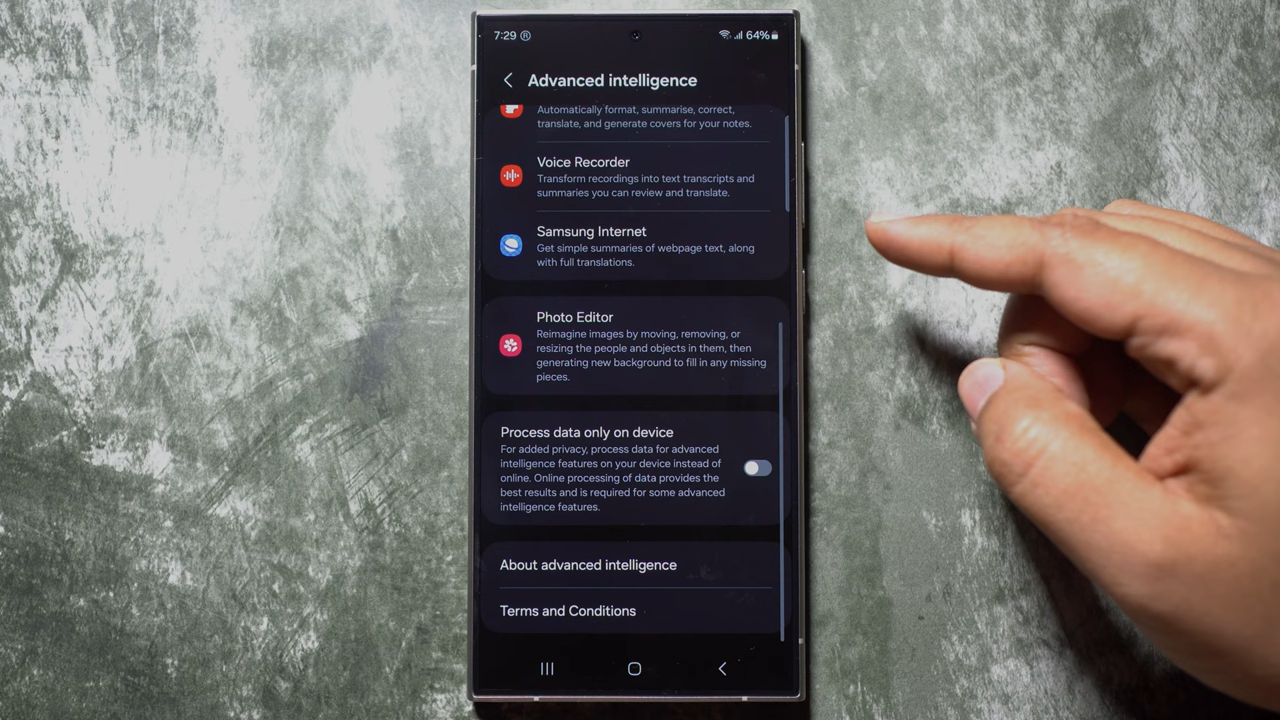 7:29 ® 64%
Advanced intelligence
Automatically format, summarise, correct,
translate, and generate covers for your notes.
Voice Recorder
Transform recordings into text transcripts and
summaries you can review and translate.
Samsung Internet
Get simple summaries of webpage text, along
with full translations.
Photo Editor
Reimagine images by moving, removing, or
resizing the people and objects in them, then
generating new background to fill in any missing
pieces.
Process data only on device
For added privacy, process data for advanced
intelligence features on your device instead of
online. Online processing of data provides the
best results and is required for some advanced
intelligence features.
About advanced intelligence
Terms and Conditions